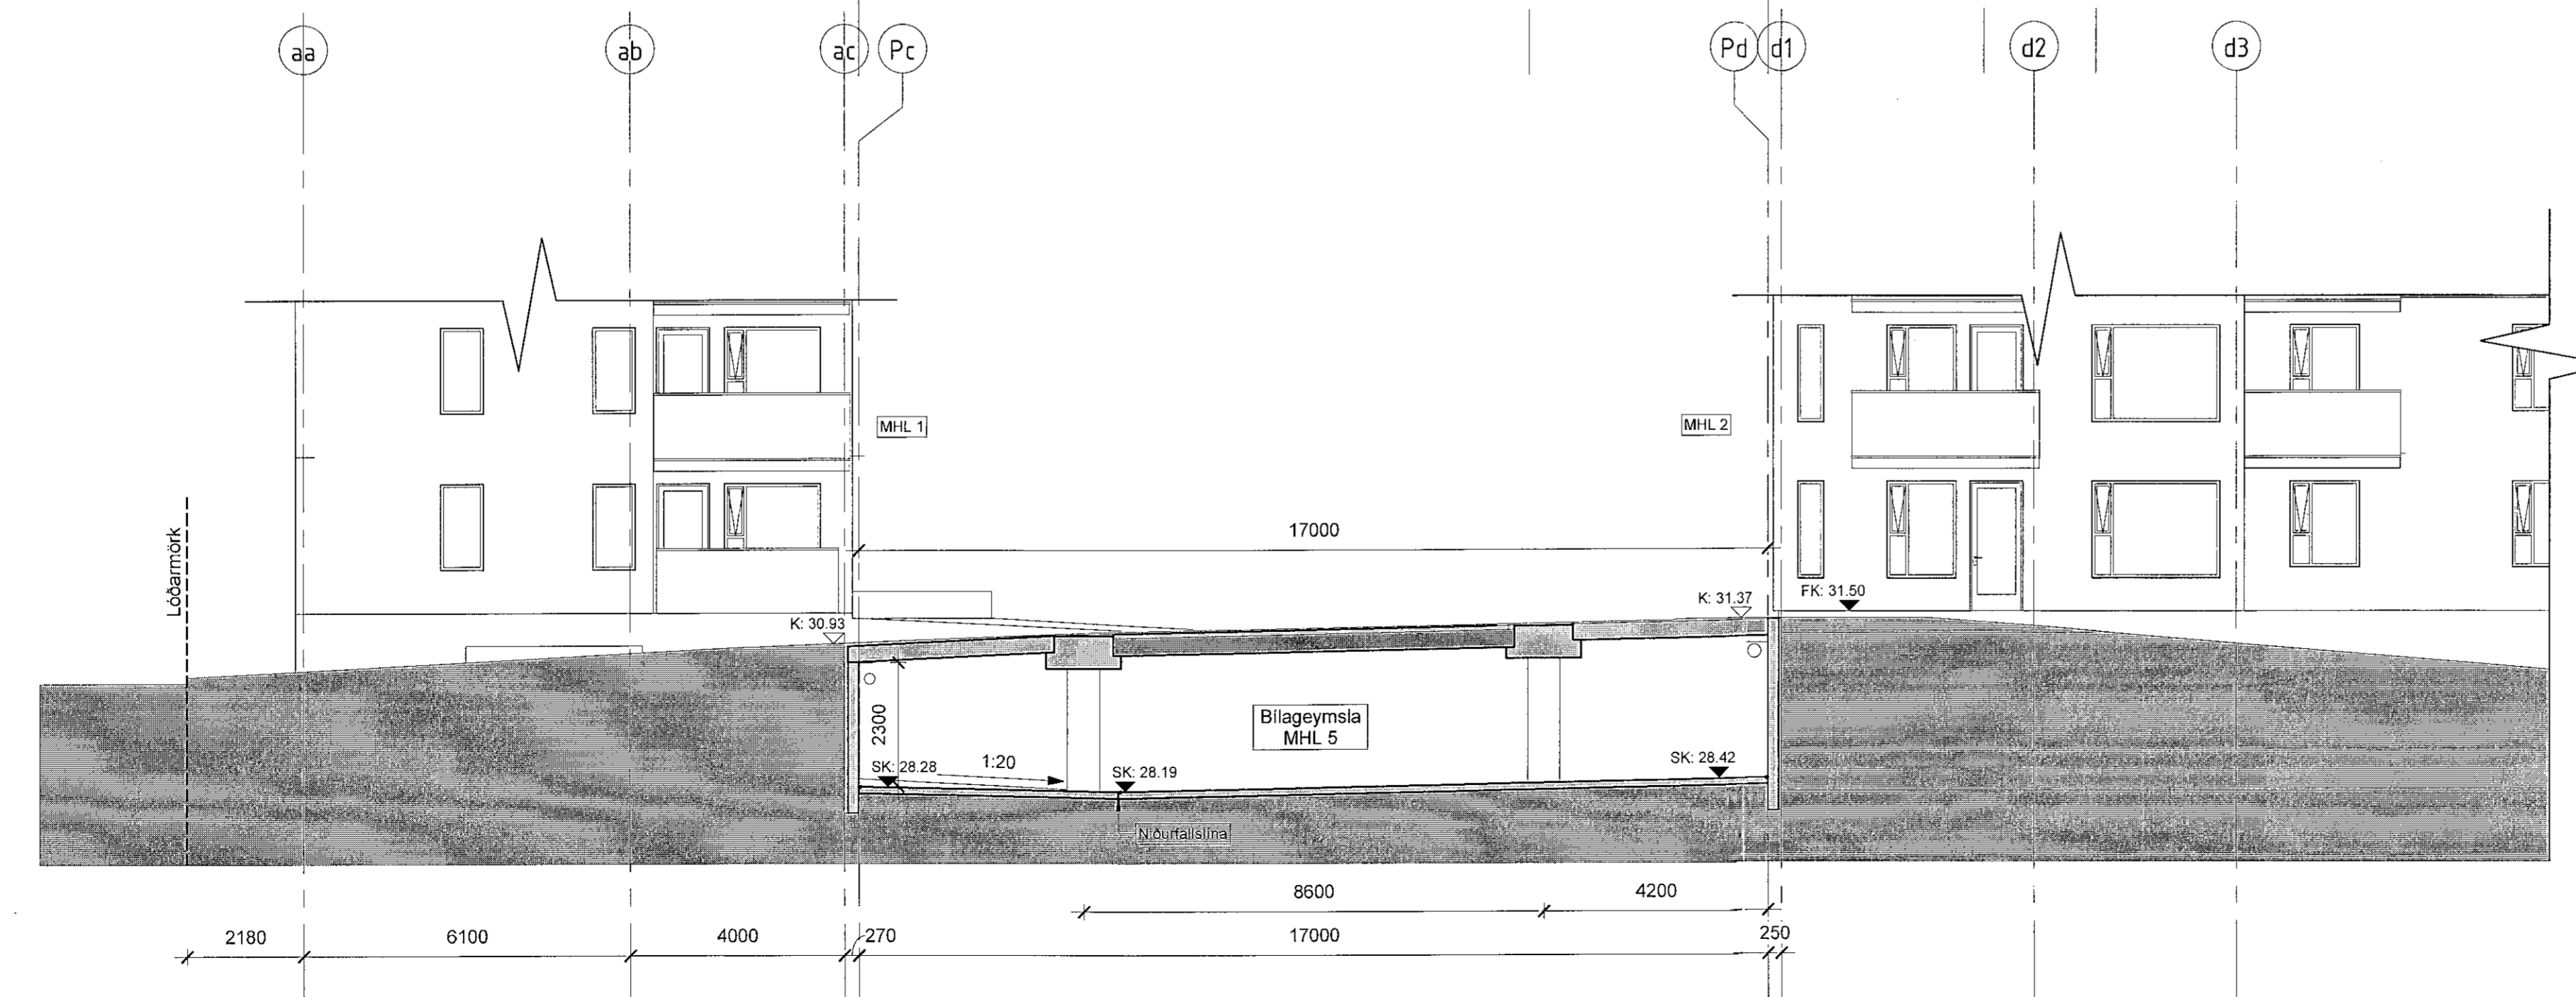 aa
ab
ac
Pc
Pd
d1
d2
d3
MHL 1
MHL 2
Lóðarmörk
17000
K: 30.93
K: 31.37
FK: 31.50
2300
Bílageymsla
MHL 5
SK: 28.28
1:20
SK: 28.19
SK: 28.42
Niðurfallslína
8600
4200
2180
6100
4000
270
17000
250